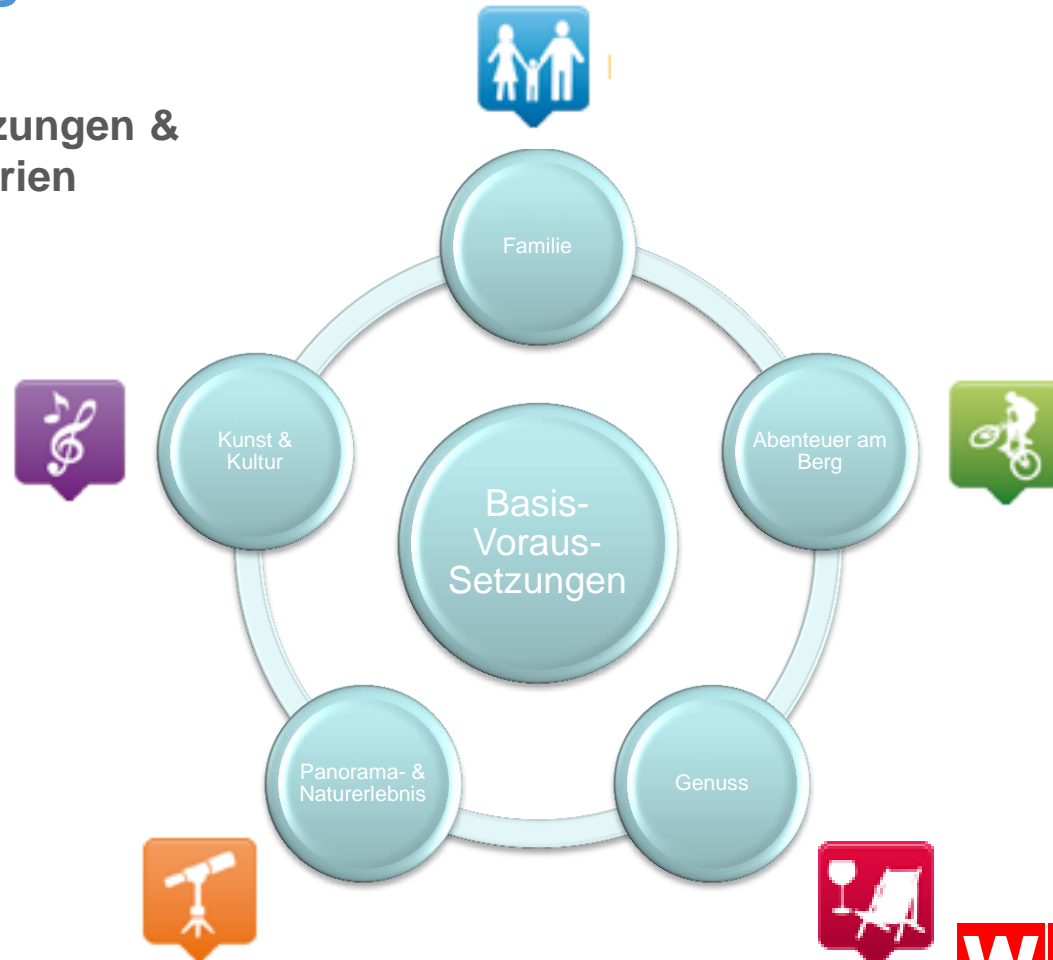 zungen &
rien
Familie
Kunst &
Kultur
Abenteuer am
Berg
Basis-
Voraus-
Setzungen
Panorama- &
Naturerlebnis
Genuss
W